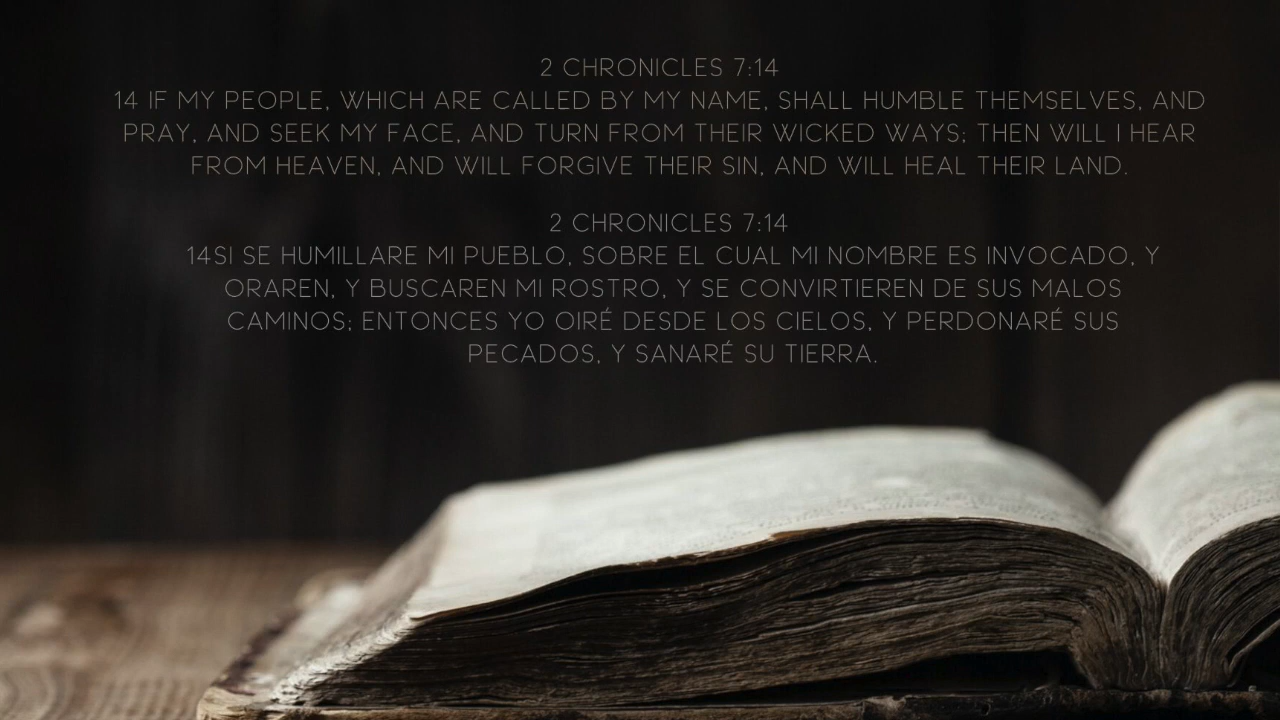 2 CHRONICLES 7:14
14 IF MY PEOPLE, WHICH ARE CALLED BY MY NAME, SHALL HUMBLE THEMSELVES, AND
PRAY, AND SEEK MY FACE, AND TURN FROM THEIR WICKED WAYS; THEN WILL I HEAR
FROM HEAVEN, AND WILL FORGIVE THEIR SIN, AND WILL HEAL THEIR LAND.
2 CHRONICLES 7:14
14SI SE HUMILLARE MI PUEBLO, SOBRE EL CUAL MI NOMBRE ES INVOCADO, Y
ORAREN, Y BUSCAREN MI ROSTRO, Y SE CONVIRTIEREN DE SUS MALOS
CAMINOS; ENTONCES YO OIRÉ DESDE LOS CIELOS, Y PERDONARÉ SUS
PECADOS, Y SANARÉ SU TIERRA.